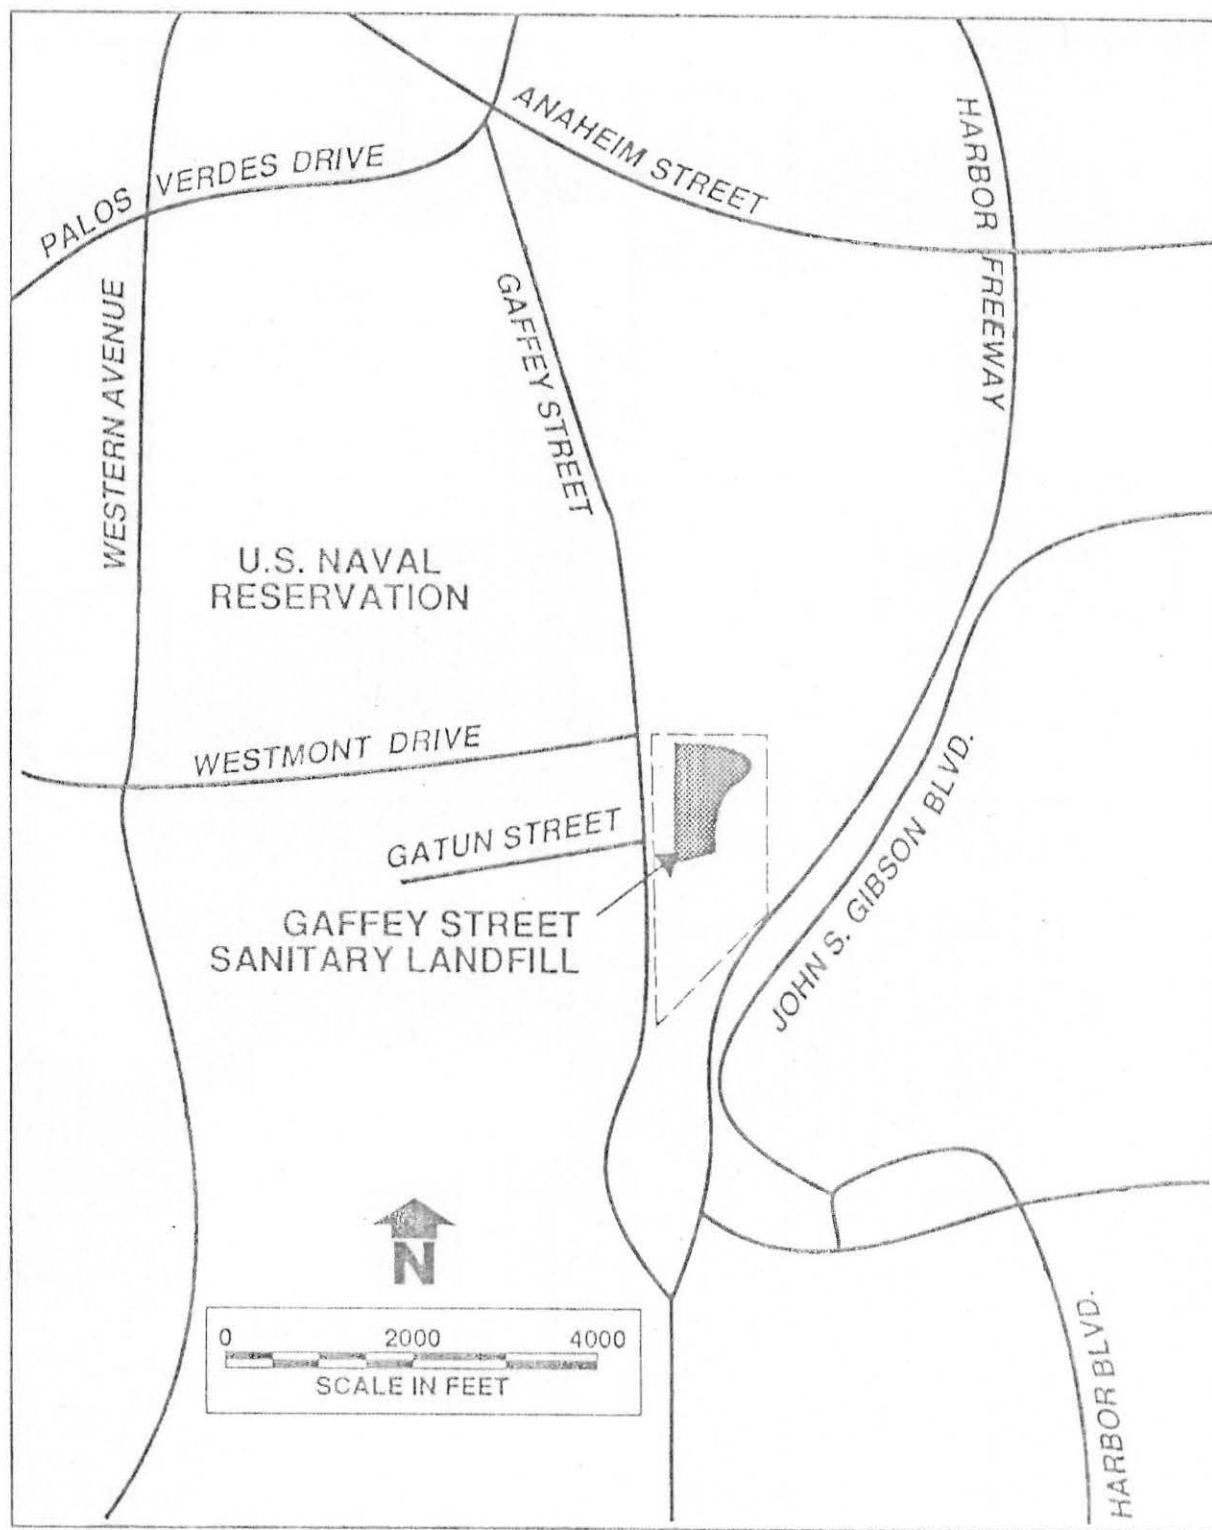 ANAHEIM STREET
HARBOR FREEWAY
PALOS VERDES DRIVE
WESTERN AVENUE
GAFFEY STREET
U.S. NAVAL
RESERVATION
WESTMONT DRIVE
GATUN STREET
JOHN S. GIBSON BLVD.
GAFFEY STREET
SANITARY LANDFILL
N
0 2000 4000
SCALE IN FEET
HARBOR BLVD.